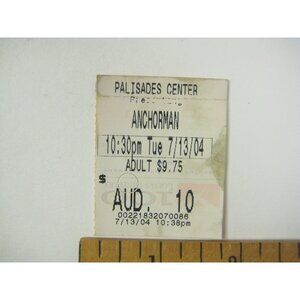 PALISADES CENTER
ANCHORMAN
10:30pm Tue 7/13/04
ADULT $9.75
$
AUD. 10
00221832070086
7/13/04 10:38pm
1